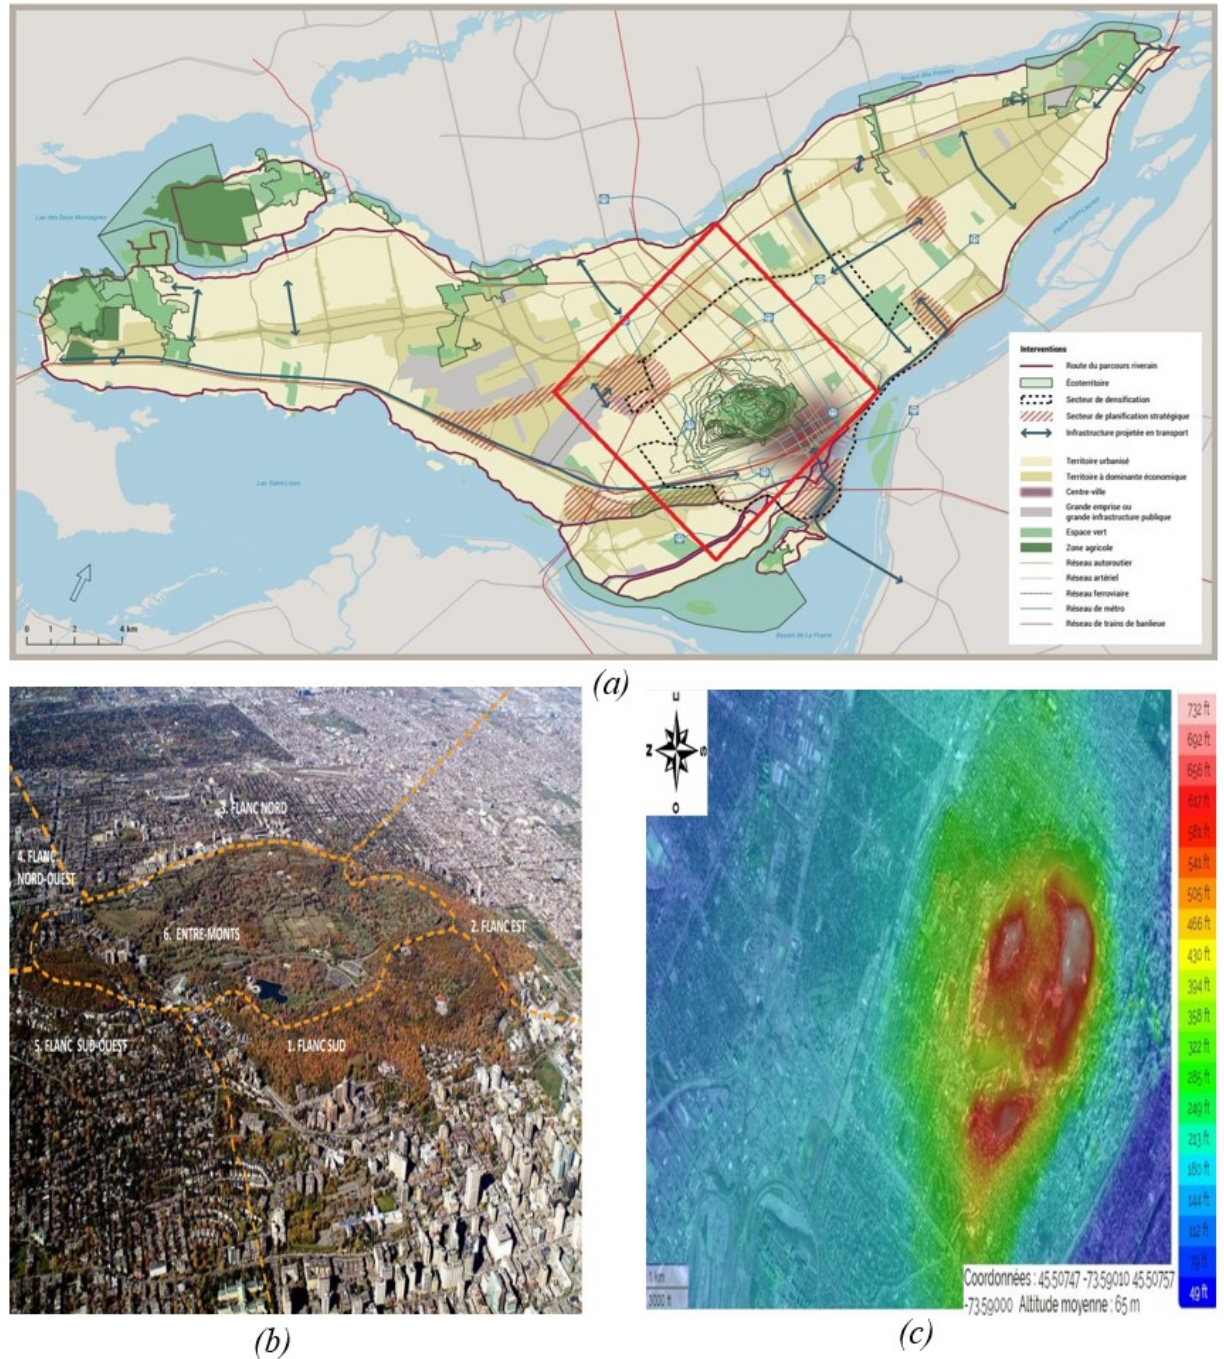 Rivière des Prairies
Lac des Deux Montagnes
Fleuve Saint-Laurent
Lac Saint-Louis
Bassin de La Prairie
0 1 2 4 km
Interventions
Route du parcours riverain
Écoterritoire
Secteur de densification
Secteur de planification stratégique
Infrastructure projetée en transport
Territoire urbanisé
Territoire à dominante économique
Centre-ville
Grande emprise ou
grande infrastructure publique
Espace vert
Zone agricole
Réseau autoroutier
Réseau artériel
Réseau ferroviaire
Réseau de métro
Réseau de trains de banlieue
(a)
3. FLANC NORD
4. FLANC
NORD-OUEST
2. FLANC EST
6. ENTRE-MONTS
5. FLANC SUD-OUEST
1. FLANC SUD
(b)
E
N
S
O
732 ft
692 ft
656 ft
617 ft
581 ft
541 ft
505 ft
466 ft
430 ft
394 ft
358 ft
322 ft
285 ft
249 ft
213 ft
180 ft
144 ft
112 ft
79 ft
49 ft
1 km
3000 ft
Coordonnées : 45.50747 -73.59010 45.50757
-73.59000 Altitude moyenne : 65 m
(c)